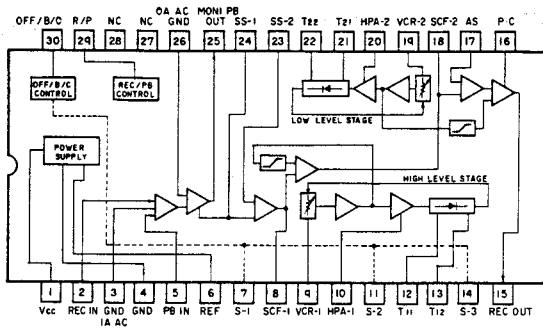 OFF/B/C R/P NC NC OA AC GND MONI PB OUT SS-1 SS-2 T22 T21 HPA-2 VCR-2 SCF-2 AS P·C
30 29 28 27 26 25 24 23 22 21 20 19 18 17 16
OFF/B/C CONTROL
REC/PB CONTROL
LOW LEVEL STAGE
POWER SUPPLY
HIGH LEVEL STAGE
1 2 3 4 5 6 7 8 9 10 11 12 13 14 15
Vcc REC IN GND IA AC GND PB IN REF S-1 SCF-1 VCR-1 HPA-1 S-2 T11 T12 S-3 REC OUT